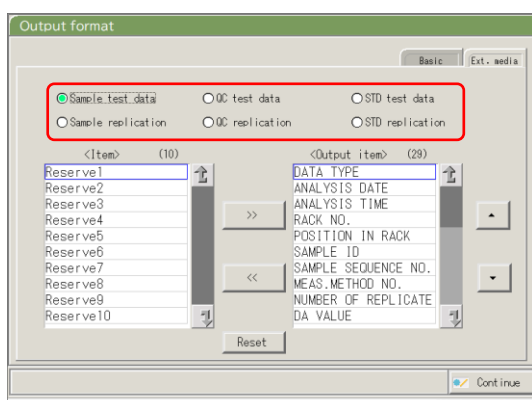 Output format
Basic Ext. media
Sample test data QC test data STD test data
Sample replication QC replication STD replication
<Item> (10) <Output item> (29)
Reserve1 DATA TYPE
Reserve2 ANALYSIS DATE
Reserve3 ANALYSIS TIME
Reserve4 RACK NO.
Reserve5 POSITION IN RACK
Reserve6 SAMPLE ID
Reserve7 SAMPLE SEQUENCE NO.
Reserve8 MEAS.METHOD NO.
Reserve9 NUMBER OF REPLICATE
Reserve10 DA VALUE
>>
<<
Reset
Continue